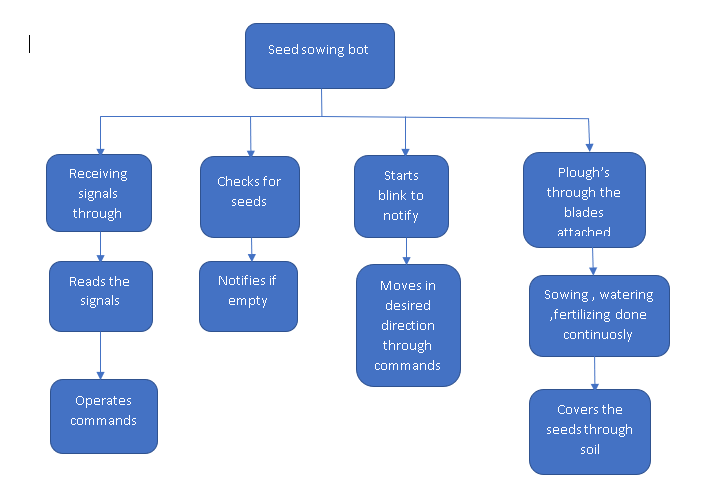 Seed sowing bot
Receiving
signals
through
Checks for
seeds
Starts
blink to
notify
Plough's
through the
blades
attached
Reads the
signals
Notifies if
empty
Moves in
desired
direction
through
commands
Sowing , watering
,fertilizing done
continuosly
Operates
commands
Covers the
seeds through
soil